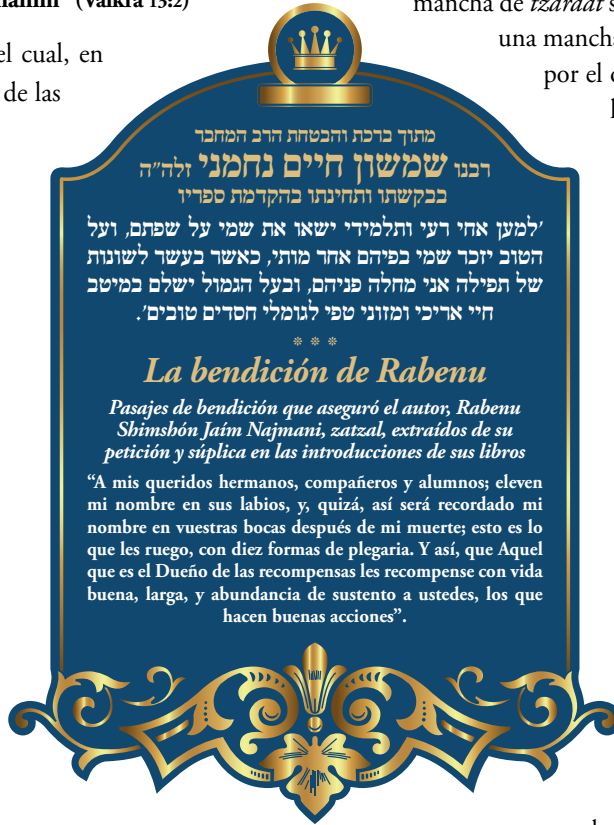 (Vaikrá 13:2)
el cual, en
de las
mancha de tzaráat
una mancha
por el
מתוך ברכת והבטחת הרב המחבר
רבנו שמשון חיים נחמני זלה"ה
בבקשתו ותחינתו בהקדמת ספריו
'למען אחי רעי ותלמידי ישאו את שמי על שפתם, ועל
הטוב יזכר שמי בפיהם אחר מותי, כאשר בעשר לשונות
של תפילה אני מחלה פניהם, ובעל הגמול ישלם במיטב
חיי אריכי ומזוני טפי לגומלי חסדים טובים'.
* * *
La bendición de Rabenu
Pasajes de bendición que aseguró el autor, Rabenu
Shimshón Jaím Najmani, zatzal, extraídos de su
petición y súplica en las introducciones de sus libros
“A mis queridos hermanos, compañeros y alumnos; eleven
mi nombre en sus labios, y, quizá, así será recordado mi
nombre en vuestras bocas después de mi muerte; esto es lo
que les ruego, con diez formas de plegaria. Y así, que Aquel
que es el Dueño de las recompensas les recompense con vida
buena, larga, y abundancia de sustento a ustedes, los que
hacen buenas acciones”.